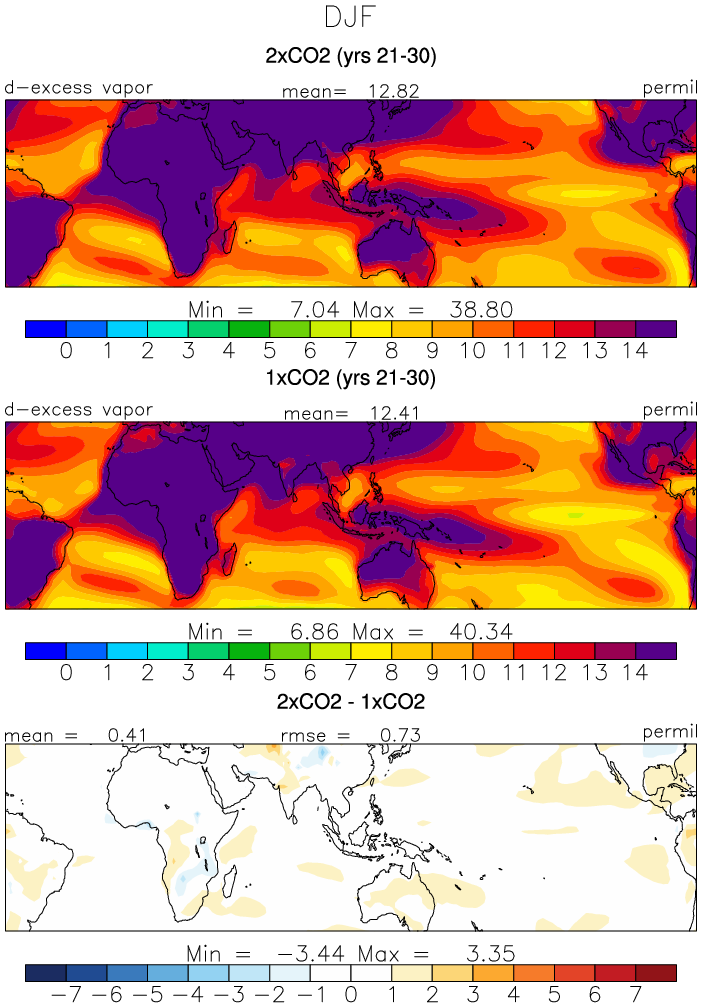 DJF
2xCO2 (yrs 21-30)
d-excess vapor mean= 12.82 permil
Min = 7.04 Max = 38.80
0 1 2 3 4 5 6 7 8 9 10 11 12 13 14
1xCO2 (yrs 21-30)
d-excess vapor mean= 12.41 permil
Min = 6.86 Max = 40.34
0 1 2 3 4 5 6 7 8 9 10 11 12 13 14
2xCO2 - 1xCO2
mean = 0.41 rmse = 0.73 permil
Min = -3.44 Max = 3.35
-7 -6 -5 -4 -3 -2 -1 0 1 2 3 4 5 6 7